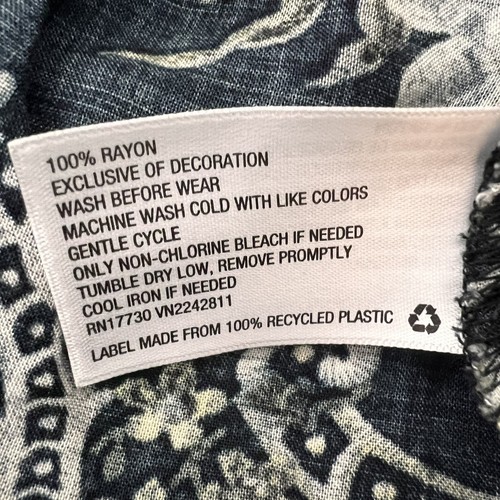 100% RAYON
EXCLUSIVE OF DECORATION
WASH BEFORE WEAR
MACHINE WASH COLD WITH LIKE COLORS
GENTLE CYCLE
ONLY NON-CHLORINE BLEACH IF NEEDED
TUMBLE DRY LOW, REMOVE PROMPTLY
COOL IRON IF NEEDED
RN17730 VN2242811
LABEL MADE FROM 100% RECYCLED PLASTIC